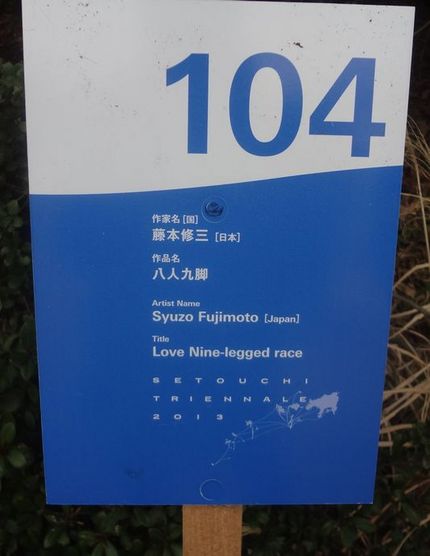 104
作家名 [国]
藤本修三 [日本]
作品名
八人九脚
Artist Name
Syuzo Fujimoto [Japan]
Title
Love Nine-legged race
SETOUCHI
TRIENNALE
2013